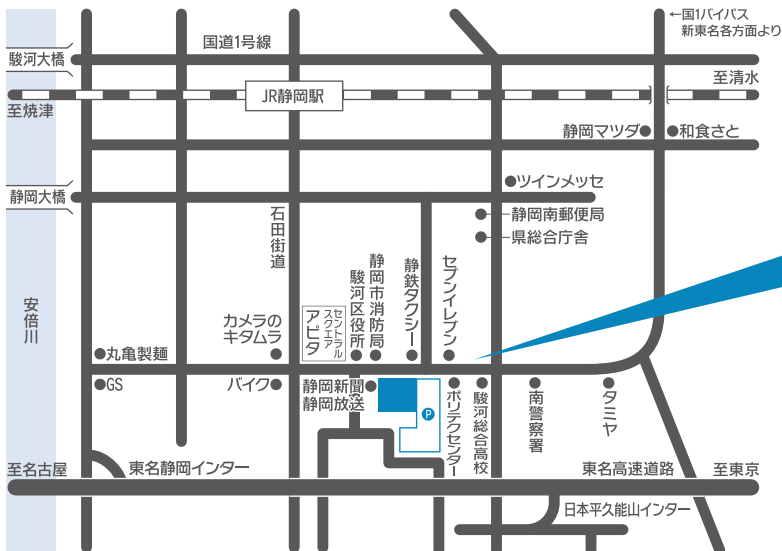 ←国1バイパス
新東名各方面より
国道1号線
駿河大橋
至清水
JR静岡駅
至焼津
静岡マツダ
和食さと
ツインメッセ
静岡大橋
静岡南郵便局
県総合庁舎
石田街道
安倍川
カメラの
キタムラ
セントラル
スクエア
アピタ
駿河区役所
静岡市消防局
静鉄タクシー
セブンイレブン
丸亀製麺
GS
バイク
静岡新聞
静岡放送
P
ポリテクセンター
駿河総合高校
南警察署
タミヤ
至名古屋
東名静岡インター
東名高速道路
至東京
日本平久能山インター